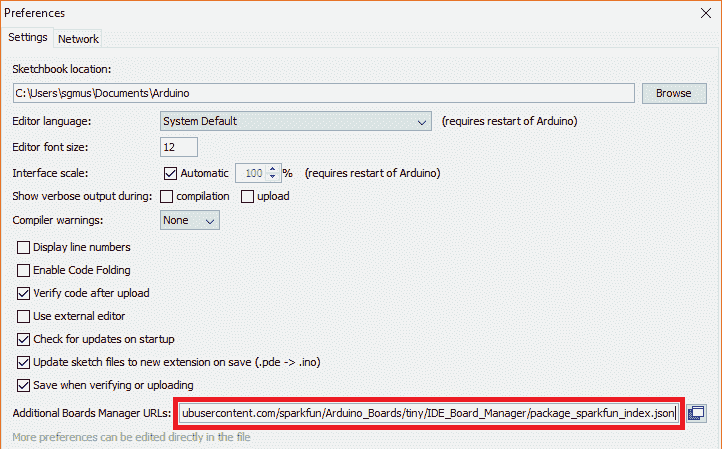 Preferences
Settings Network
Sketchbook location:
C:\Users\sgmus\Documents\Arduino Browse
Editor language: System Default (requires restart of Arduino)
Editor font size: 12
Interface scale: Automatic 100 % (requires restart of Arduino)
Show verbose output during: compilation upload
Compiler warnings: None
Display line numbers
Enable Code Folding
Verify code after upload
Use external editor
Check for updates on startup
Update sketch files to new extension on save (.pde -> .ino)
Save when verifying or uploading
Additional Boards Manager URLs: ubusercontent.com/sparkfun/Arduino_Boards/tiny/IDE_Board_Manager/package_sparkfun_index.json
More preferences can be edited directly in the file